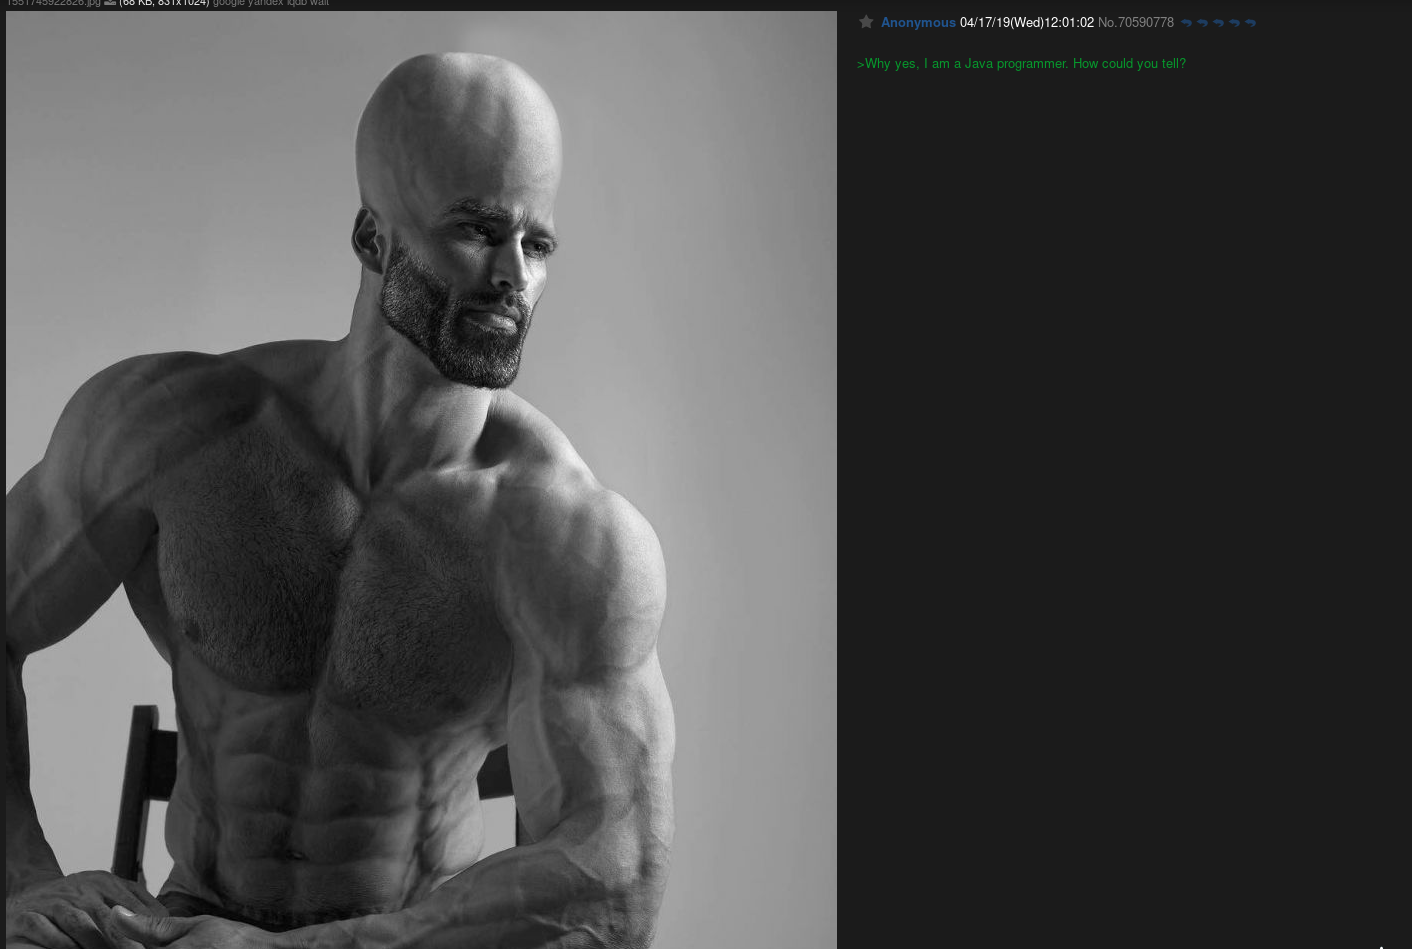 1551745922826.jpg (68 KB, 831x1024) google yandex iqdb wait
Anonymous 04/17/19(Wed)12:01:02 No.70590778
>Why yes, I am a Java programmer. How could you tell?